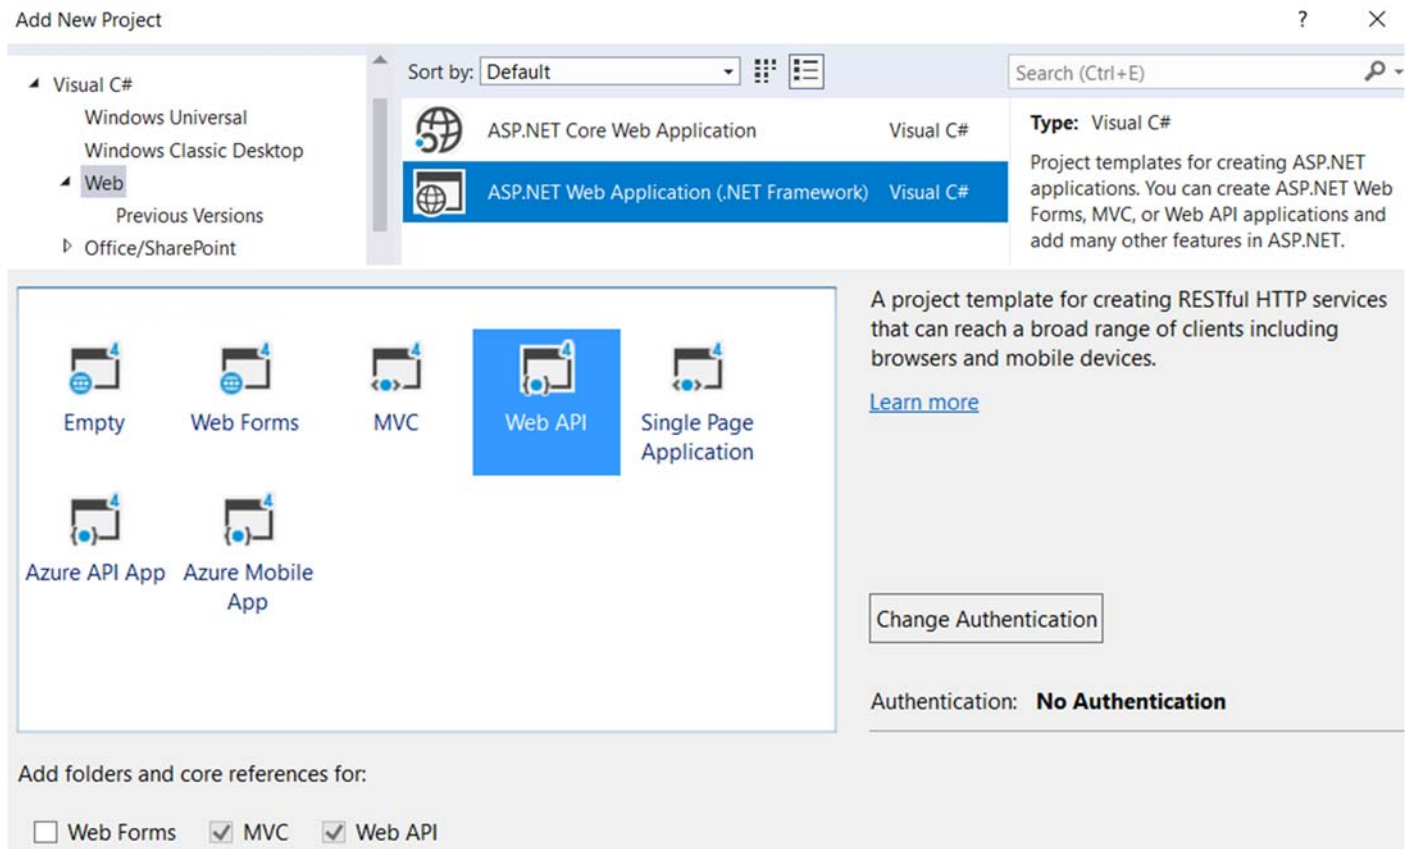 Add New Project
?
Visual C#
Windows Universal
Windows Classic Desktop
Web
Previous Versions
Office/SharePoint
Sort by: Default
ASP.NET Core Web Application Visual C#
ASP.NET Web Application (.NET Framework) Visual C#
Search (Ctrl+E)
Type: Visual C#
Project templates for creating ASP.NET
applications. You can create ASP.NET Web
Forms, MVC, or Web API applications and
add many other features in ASP.NET.
4
Empty
4
Web Forms
4
MVC
4
Web API
4
Single Page
Application
4
Azure API App
4
Azure Mobile
App
A project template for creating RESTful HTTP services
that can reach a broad range of clients including
browsers and mobile devices.
Learn more
Change Authentication
Authentication: No Authentication
Add folders and core references for:
Web Forms MVC Web API